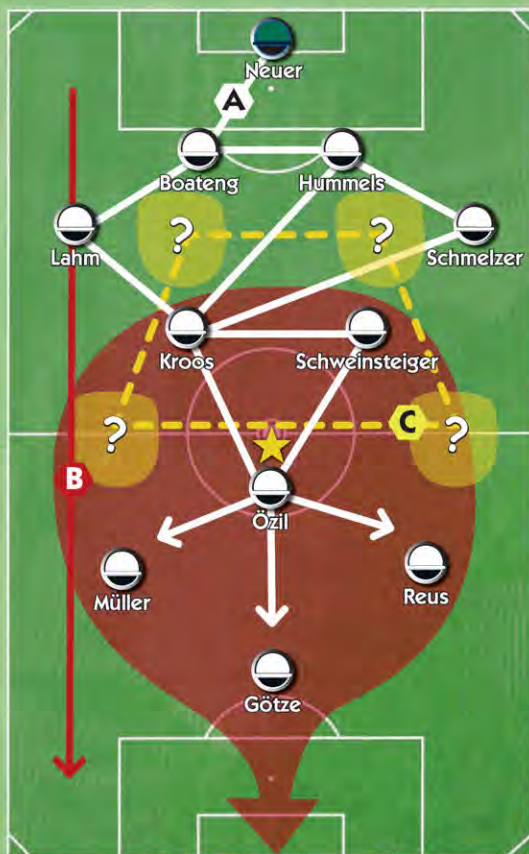 Neuer
A
Boateng
Hummels
?
?
Lahm
Schmelzer
Kroos
Schweinsteiger
?
C
?
B
Özil
Müller
Reus
Götze